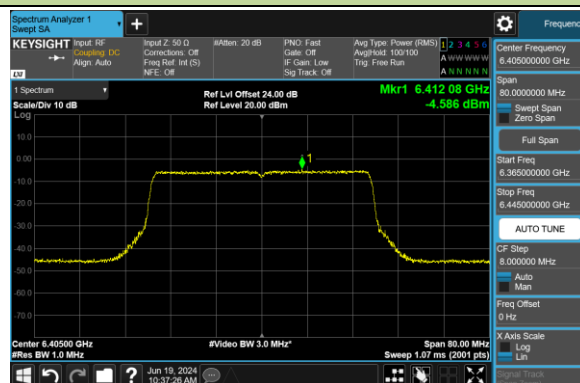 Spectrum Analyzer 1
Swept SA
Frequency
KEYSIGHT
Input: RF
Coupling: DC
Align: Auto
Input Z: 50 Ω
Corrections: Off
Freq Ref: Int (S)
NFE: Off
#Atten: 20 dB
PNO: Fast
Gate: Off
IF Gain: Low
Sig Track: Off
Avg Type: Power (RMS)
Avg|Hold: 100/100
Trig: Free Run
1 2 3 4 5 6
A W W W W W
A N N N N N
LXI
1 Spectrum
Scale/Div 10 dB
Log
Ref Lvl Offset 24.00 dB
Ref Level 20.00 dBm
Mkr1 6.412 08 GHz
-4.586 dBm
10.0
0.00
-10.0
-20.0
-30.0
-40.0
-50.0
-60.0
-70.0
1
Center 6.40500 GHz
#Res BW 1.0 MHz
#Video BW 3.0 MHz*
Span 80.00 MHz
Sweep 1.07 ms (2001 pts)
Center Frequency
6.405000000 GHz
Span
80.0000000 MHz
Swept Span
Zero Span
Full Span
Start Freq
6.365000000 GHz
Stop Freq
6.445000000 GHz
AUTO TUNE
CF Step
8.000000 MHz
Auto
Man
Freq Offset
0 Hz
X Axis Scale
Log
Lin
Signal Track
Jun 19, 2024
10:37:26 AM